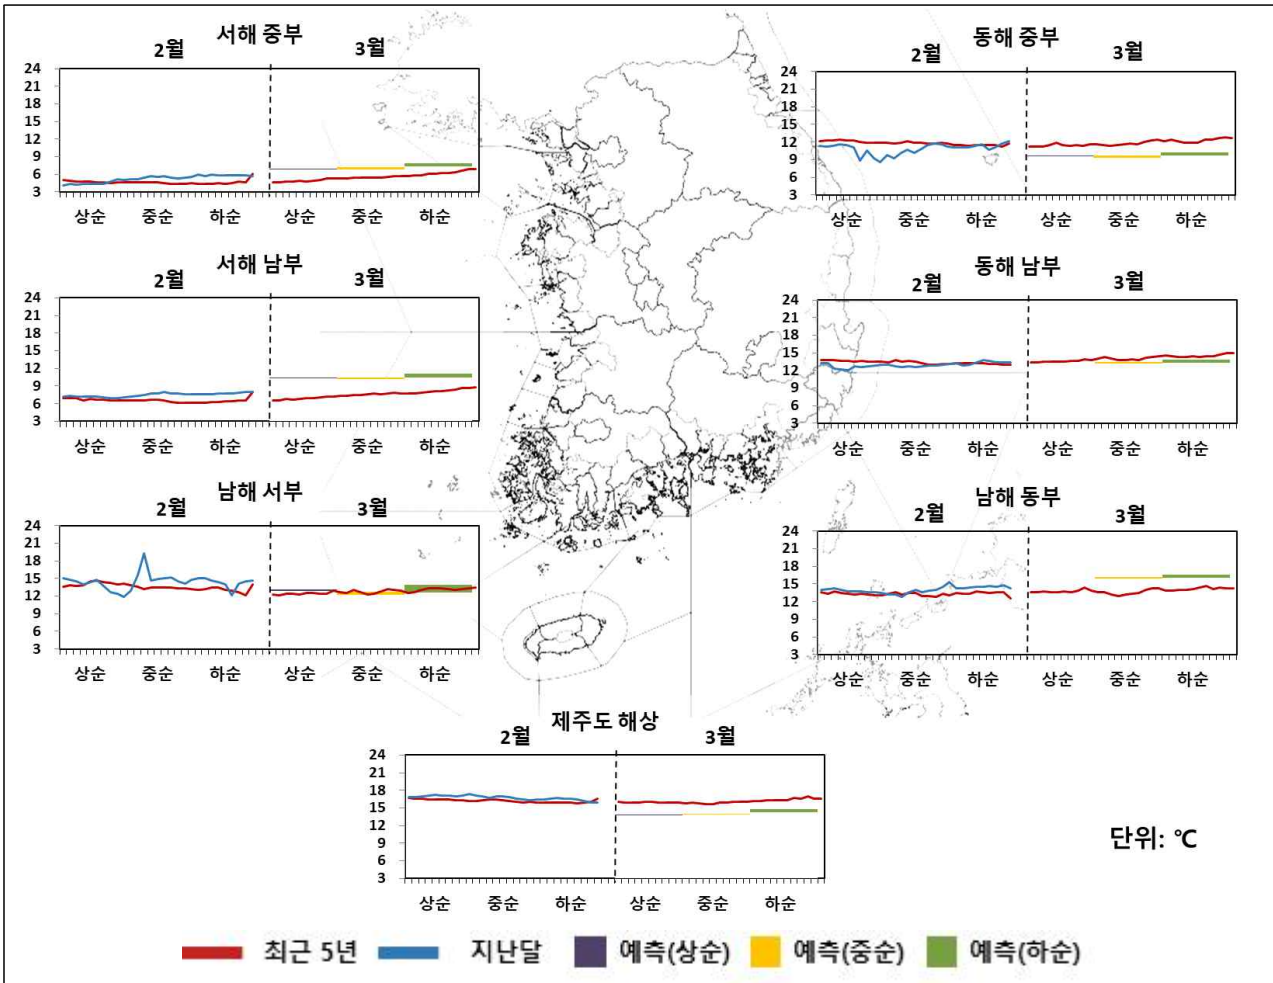 서해 중부
2월 3월
24
21
18
15
12
9
6
3
상순 중순 하순 상순 중순 하순
동해 중부
2월 3월
24
21
18
15
12
9
6
3
상순 중순 하순 상순 중순 하순
서해 남부
2월 3월
24
21
18
15
12
9
6
3
상순 중순 하순 상순 중순 하순
동해 남부
2월 3월
24
21
18
15
12
9
6
3
상순 중순 하순 상순 중순 하순
남해 서부
2월 3월
24
21
18
15
12
9
6
3
상순 중순 하순 상순 중순 하순
남해 동부
2월 3월
24
21
18
15
12
9
6
3
상순 중순 하순 상순 중순 하순
제주도 해상
2월 3월
24
21
18
15
12
9
6
3
상순 중순 하순 상순 중순 하순
단위: ℃
최근 5년 지난달 예측(상순) 예측(중순) 예측(하순)